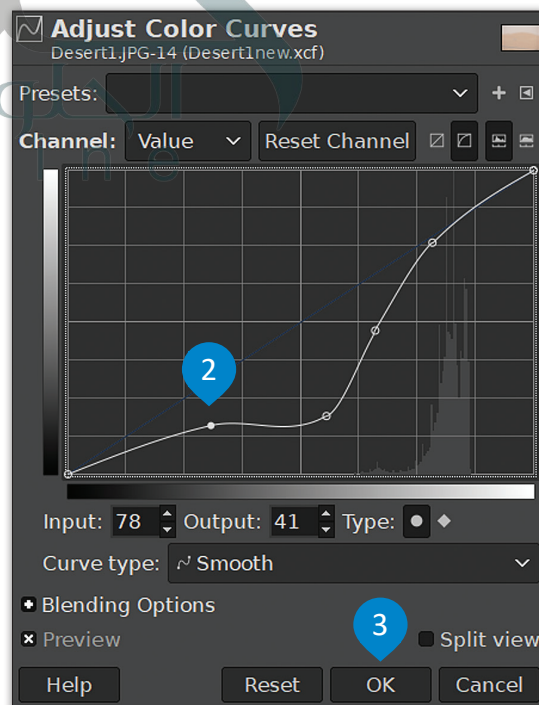 Adjust Color Curves
Desert1.JPG-14 (Desert1new.xcf)
Presets:
Channel: Value Reset Channel
2
Input: 78 Output: 41 Type:
Curve type: Smooth
Blending Options
3
Preview Split view
Help Reset OK Cancel